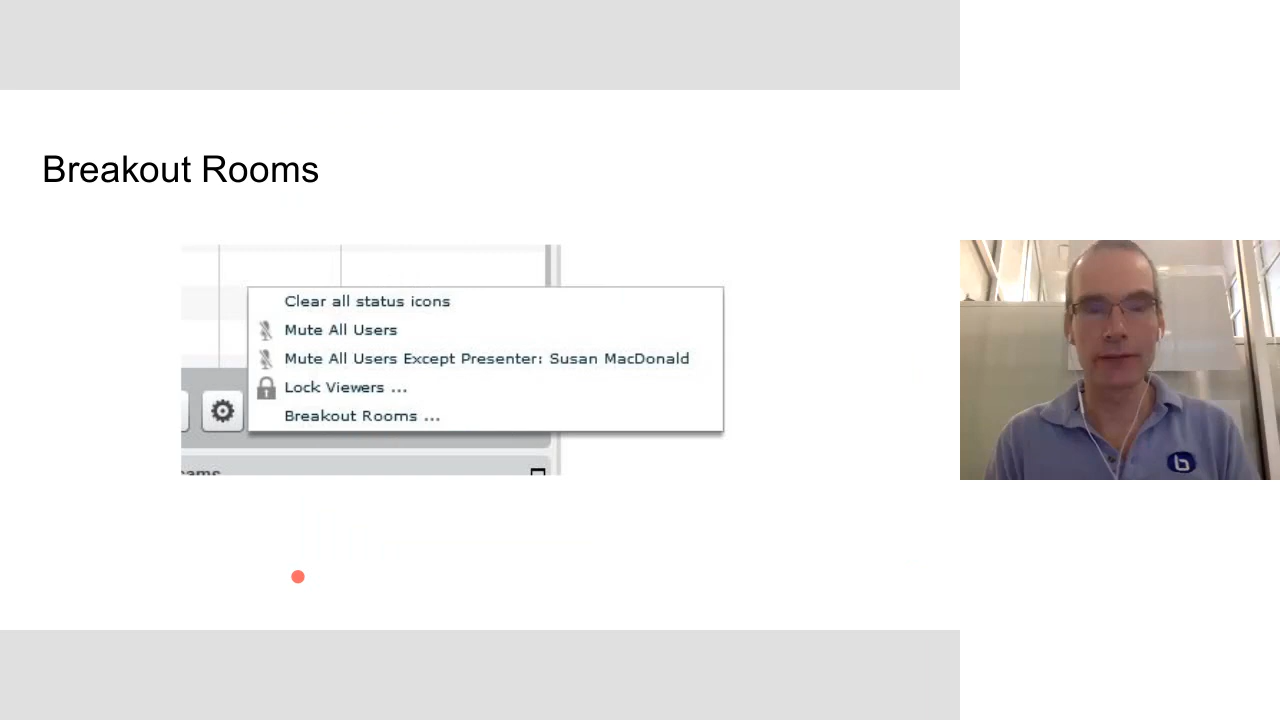 Breakout Rooms
Clear all status icons
Mute All Users
Mute All Users Except Presenter: Susan MacDonald
Lock Viewers ...
Breakout Rooms ...
b